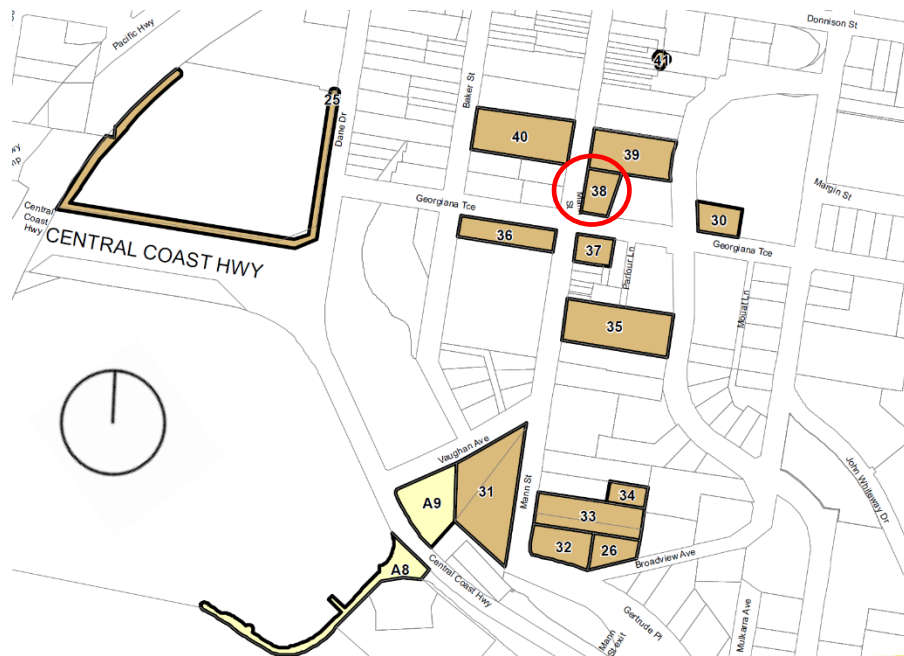 Donnison St
Pacific Hwy
41
25
Baker St
Dane Dr
40
39
Margin St
38
Mann
St
Central
Coast
Hwy
Georgiana Tce
30
36
37
Georgiana Tce
CENTRAL COAST HWY
Parlour Ln
Mouat Ln
35
Vaughan Ave
John Whiteway Dr
A9
31
Mann St
34
33
32
26
Broadview Ave
A8
Central Coast Hwy
Gertrude Pl
Mulkarra Ave
Mann
St exit